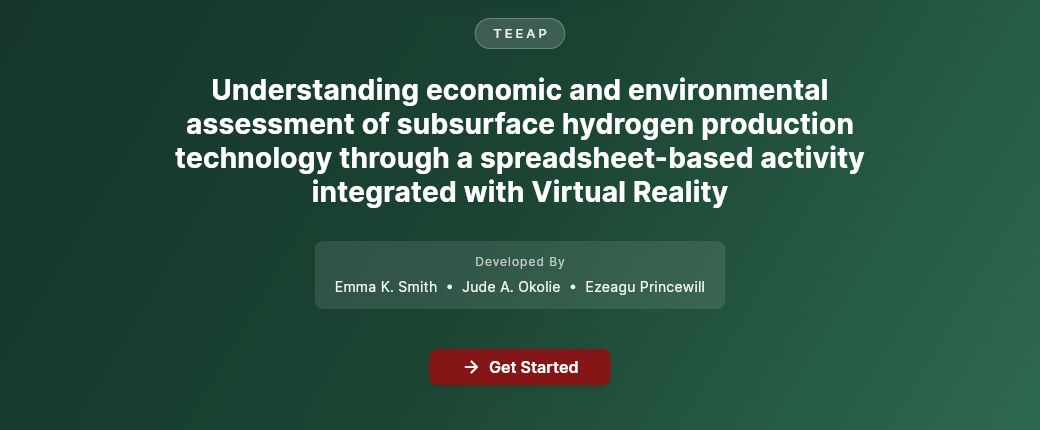 TEEAP
Understanding economic and environmental
assessment of subsurface hydrogen production
technology through a spreadsheet-based activity
integrated with Virtual Reality
Developed By
Emma K. Smith • Jude A. Okolie • Ezeagu Princewill
→ Get Started